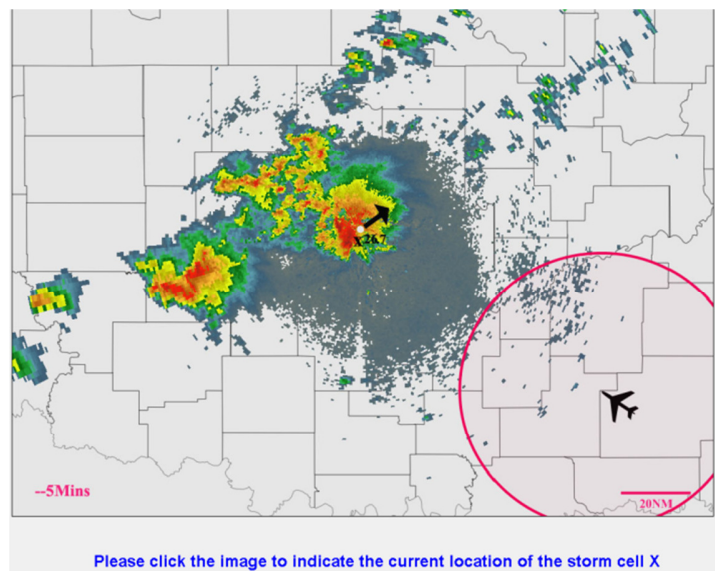 X267
--5Mins
20NM
Please click the image to indicate the current location of the storm cell X